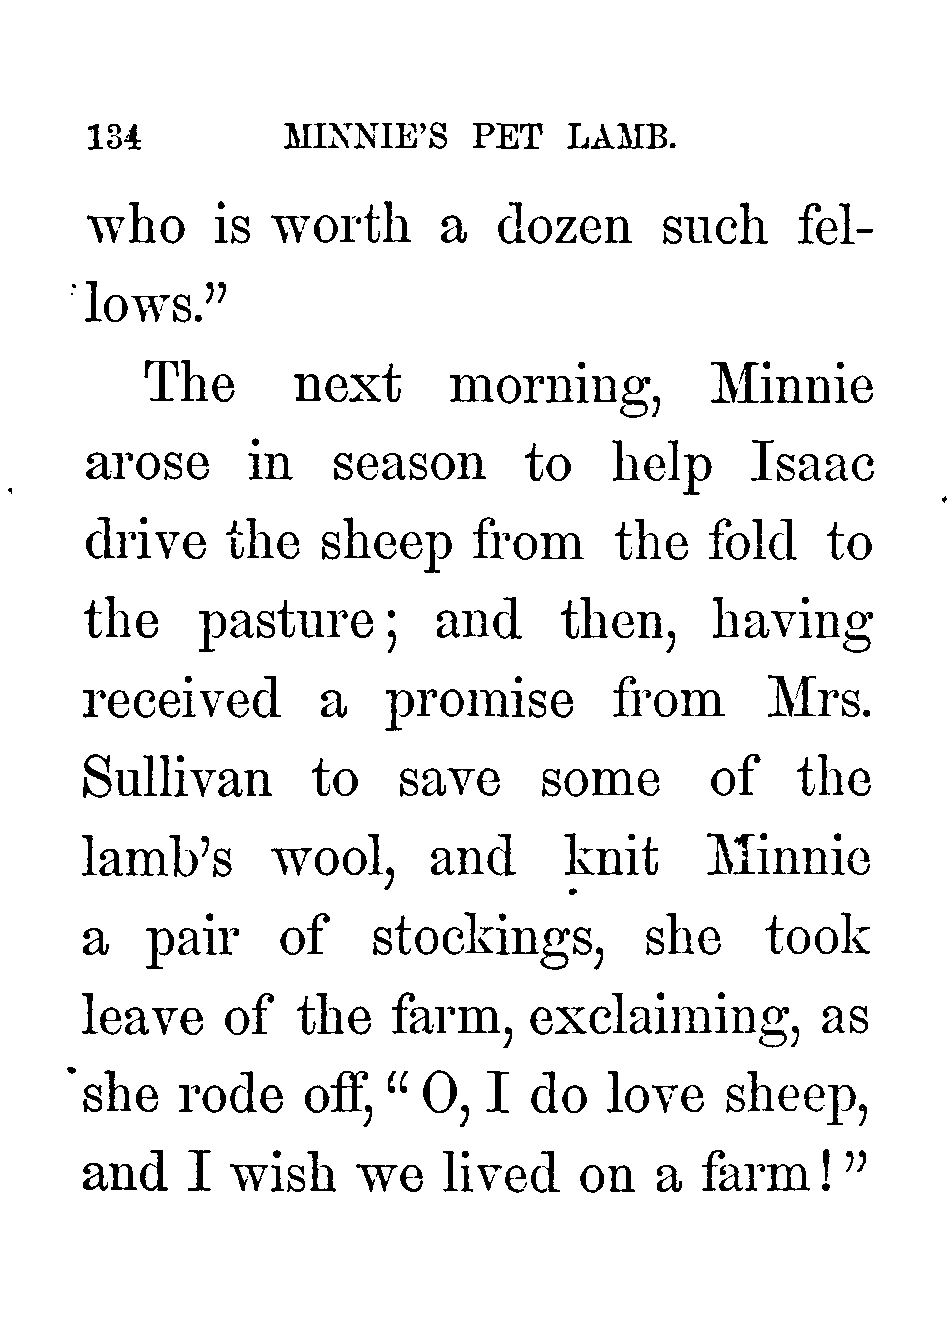 134 MINNIE'S PET LAMB.
who is worth a dozen such fel-
lows.”
The next morning, Minnie
arose in season to help Isaac
drive the sheep from the fold to
the pasture; and then, having
received a promise from Mrs.
Sullivan to save some of the
lamb's wool, and knit Minnie
a pair of stockings, she took
leave of the farm, exclaiming, as
she rode off, “O, I do love sheep,
and I wish we lived on a farm!”